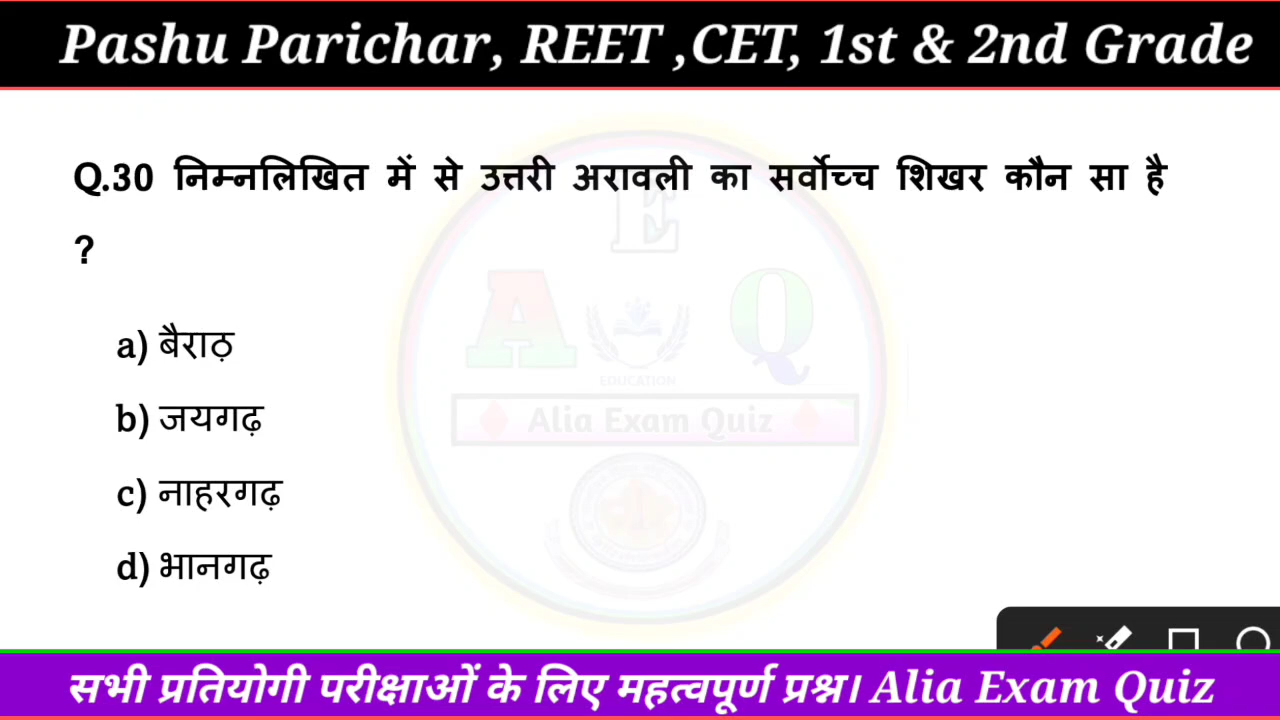 Pashu Parichar, REET ,CET, 1st & 2nd Grade
Q.30 निम्नलिखित में से उत्तरी अरावली का सर्वोच्च शिखर कौन सा है
?
a) बैराठ
b) जयगढ़
c) नाहरगढ़
d) भानगढ़
E
A Q
EDUCATION
Alia Exam Quiz
सभी प्रतियोगी परीक्षाओं के लिए महत्वपूर्ण प्रश्न। Alia Exam Quiz